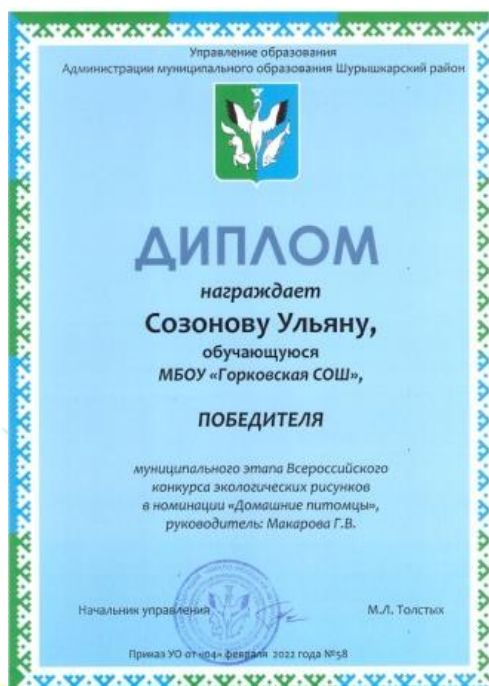 Управление образования
Администрации муниципального образования Шурышкарский район
ДИПЛОМ
награждает
Созонову Ульяну,
обучающуюся
МБОУ «Горковская СОШ»,
ПОБЕДИТЕЛЯ
муниципального этапа Всероссийского
конкурса экологических рисунков
в номинации «Домашние питомцы»,
руководитель: Макарова Г.В.
Начальник управления М.Л. Толстых
Приказ УО от «04» февраля 2022 года №58